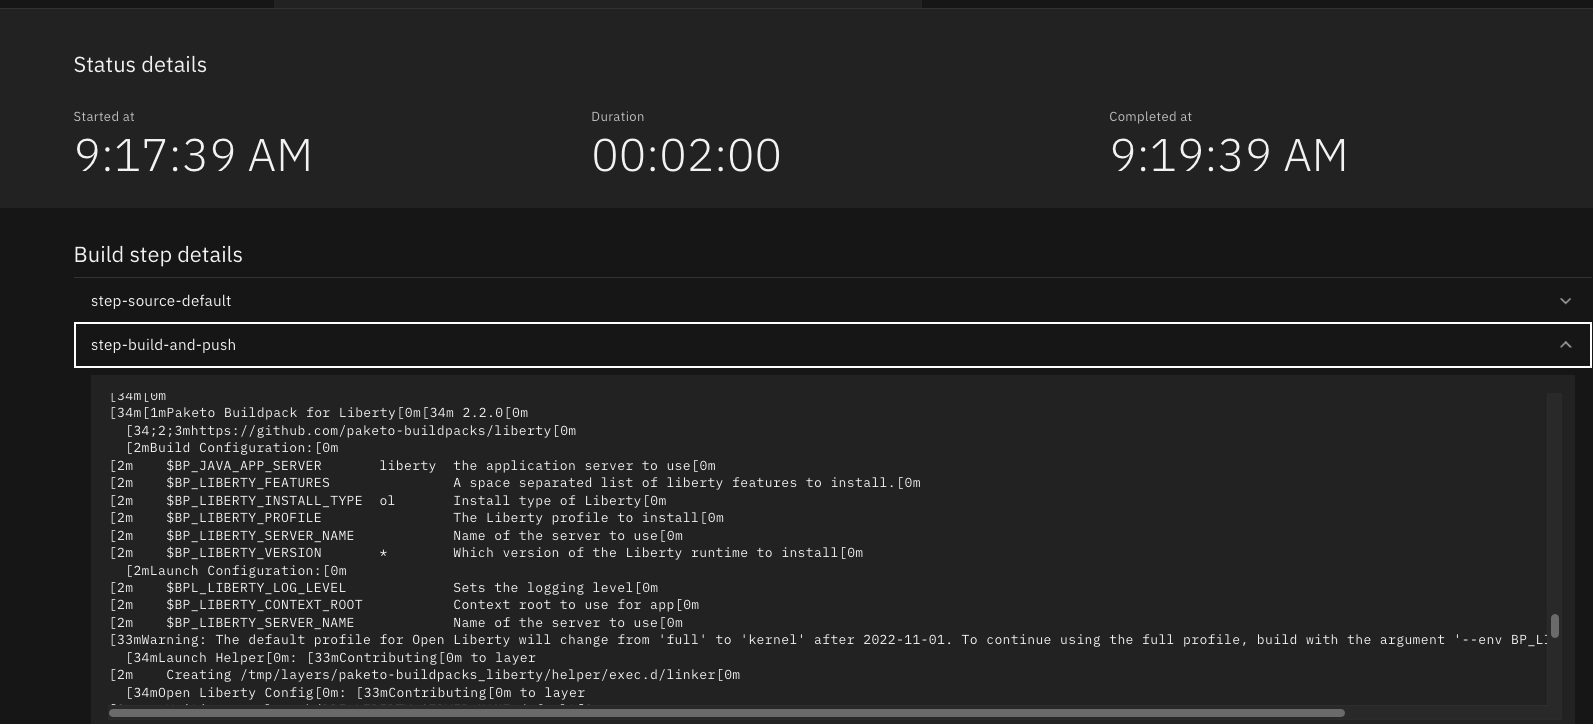 Status details
Started at
9:17:39 AM
Duration
00:02:00
Completed at
9:19:39 AM
Build step details
step-source-default
step-build-and-push
[34m[0m
[34m[1mPaketo Buildpack for Liberty[0m[34m 2.2.0[0m
[34;2;3mhttps://github.com/paketo-buildpacks/liberty[0m
[2mBuild Configuration:[0m
[2m    $BP_JAVA_APP_SERVER       liberty  the application server to use[0m
[2m    $BP_LIBERTY_FEATURES               A space separated list of liberty features to install.[0m
[2m    $BP_LIBERTY_INSTALL_TYPE  ol       Install type of Liberty[0m
[2m    $BP_LIBERTY_PROFILE                The Liberty profile to install[0m
[2m    $BP_LIBERTY_SERVER_NAME            Name of the server to use[0m
[2m    $BP_LIBERTY_VERSION       *        Which version of the Liberty runtime to install[0m
[2mLaunch Configuration:[0m
[2m    $BPL_LIBERTY_LOG_LEVEL             Sets the logging level[0m
[2m    $BP_LIBERTY_CONTEXT_ROOT           Context root to use for app[0m
[2m    $BP_LIBERTY_SERVER_NAME            Name of the server to use[0m
[33mWarning: The default profile for Open Liberty will change from 'full' to 'kernel' after 2022-11-01. To continue using the full profile, build with the argument '--env BP_LI
[34mLaunch Helper[0m: [33mContributing[0m to layer
[2m    Creating /tmp/layers/paketo-buildpacks_liberty/helper/exec.d/linker[0m
[34mOpen Liberty Config[0m: [33mContributing[0m to layer